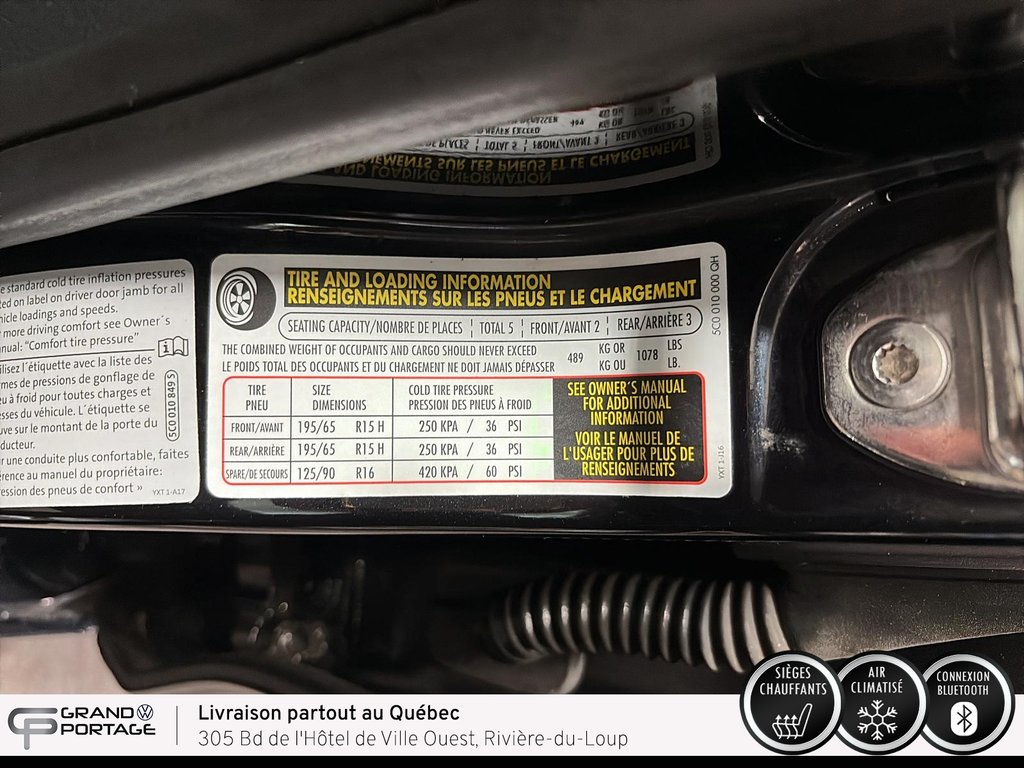 TIRE AND LOADING INFORMATION
RENSEIGNEMENTS SUR LES PNEUS ET LE CHARGEMENT
SEATING CAPACITY/NOMBRE DE PLACES TOTAL 5 FRONT/AVANT 2 REAR/ARRIÈRE 3
THE COMBINED WEIGHT OF OCCUPANTS AND CARGO SHOULD NEVER EXCEED 489 KG OR 1078 LBS
LE POIDS TOTAL DES OCCUPANTS ET DU CHARGEMENT NE DOIT JAMAIS DÉPASSER KG OU LB.
TIRE SIZE COLD TIRE PRESSURE
PNEU DIMENSIONS PRESSION DES PNEUS À FROID
FRONT/AVANT 195/65 R15 H 250 KPA / 36 PSI
REAR/ARRIÈRE 195/65 R15 H 250 KPA / 36 PSI
SPARE/DE SECOURS 125/90 R16 420 KPA / 60 PSI
SEE OWNER'S MANUAL
FOR ADDITIONAL
INFORMATION
VOIR LE MANUEL DE
L'USAGER POUR PLUS DE
RENSEIGNEMENTS
5C0 010 000 QH
YXT 1-J16
standard cold tire inflation pressures
on label on driver door jamb for all
loadings and speeds.
more driving comfort see Owner´s
"Comfort tire pressure"
l'étiquette avec la liste des
de pressions de gonflage de
à froid pour toutes charges et
du véhicule. L´étiquette se
sur le montant de la porte du
une conduite plus confortable, faites
au manuel du propriétaire:
des pneus de confort »
5C0 010 849 S
YXT 1-A17
GRAND
PORTAGE
Livraison partout au Québec
305 Bd de l'Hôtel de Ville Ouest, Rivière-du-Loup
SIÈGES
CHAUFFANTS
AIR
CLIMATISÉ
CONNEXION
BLUETOOTH